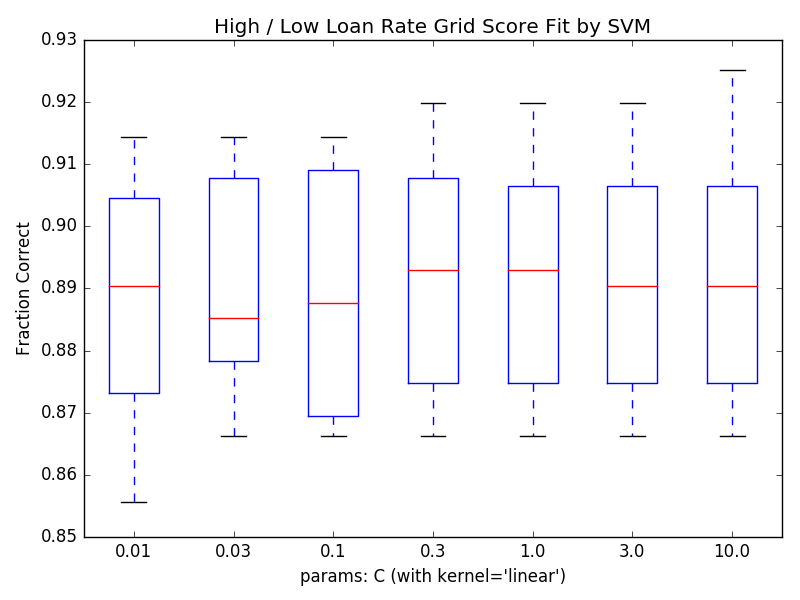 High / Low Loan Rate Grid Score Fit by SVM
0.93
0.92
0.91
0.90
0.89
0.88
0.87
0.86
0.85
Fraction Correct
0.01 0.03 0.1 0.3 1.0 3.0 10.0
params: C (with kernel='linear')